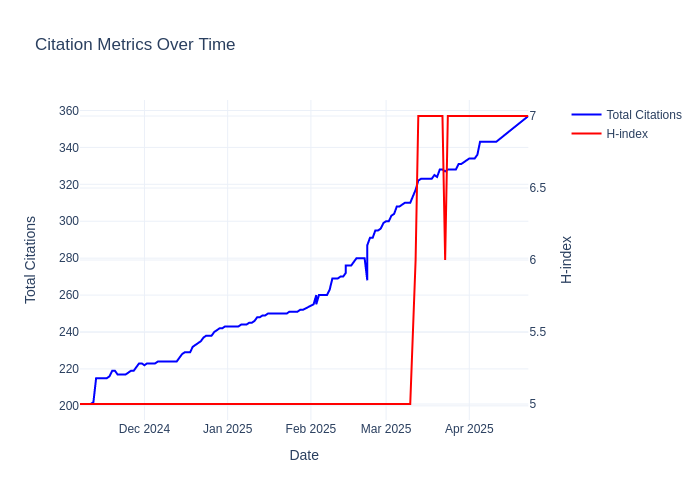 Citation Metrics Over Time
Total Citations
H-index
360
340
320
300
280
260
240
220
200
7
6.5
6
5.5
5
Total Citations
H-index
Dec 2024
Jan 2025
Feb 2025
Mar 2025
Apr 2025
Date